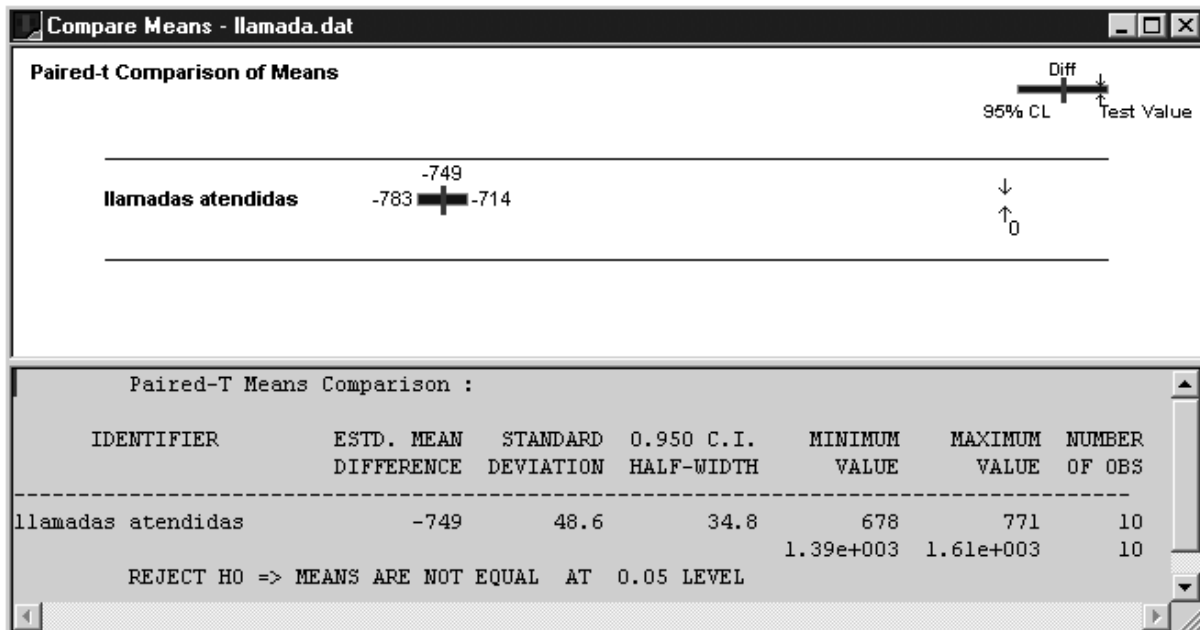 Compare Means - llamada.dat
Paired-t Comparison of Means
Diff
95% CL Test Value
-749
llamadas atendidas -783 -714
0
Paired-T Means Comparison :
IDENTIFIER ESTD. MEAN STANDARD 0.950 C.I. MINIMUM MAXIMUM NUMBER
DIFFERENCE DEVIATION HALF-WIDTH VALUE VALUE OF OBS
llamadas atendidas -749 48.6 34.8 678 771 10
1.39e+003 1.61e+003 10
REJECT H0 => MEANS ARE NOT EQUAL AT 0.05 LEVEL